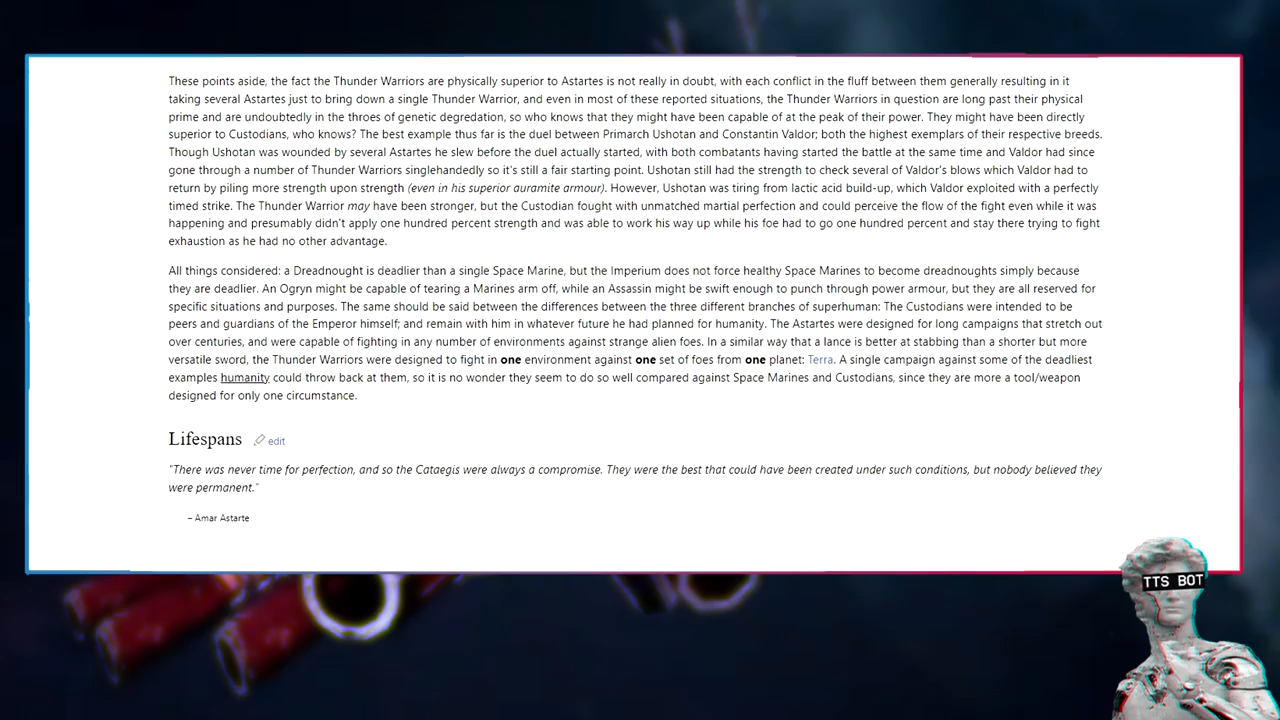 These points aside, the fact the Thunder Warriors are physically superior to Astartes is not really in doubt, with each conflict in the fluff between them generally resulting in it
taking several Astartes just to bring down a single Thunder Warrior, and even in most of these reported situations, the Thunder Warriors in question are long past their physical
prime and are undoubtedly in the throes of genetic degredation, so who knows that they might have been capable of at the peak of their power. They might have been directly
superior to Custodians, who knows? The best example thus far is the duel between Primarch Ushotan and Constantin Valdor; both the highest exemplars of their respective breeds.
Though Ushotan was wounded by several Astartes he slew before the duel actually started, with both combatants having started the battle at the same time and Valdor had since
gone through a number of Thunder Warriors singlehandedly so it's still a fair starting point. Ushotan still had the strength to check several of Valdor's blows which Valdor had to
return by piling more strength upon strength (even in his superior auramite armour). However, Ushotan was tiring from lactic acid build-up, which Valdor exploited with a perfectly
timed strike. The Thunder Warrior may have been stronger, but the Custodian fought with unmatched martial perfection and could perceive the flow of the fight even while it was
happening and presumably didn't apply one hundred percent strength and was able to work his way up while his foe had to go one hundred percent and stay there trying to fight
exhaustion as he had no other advantage.
All things considered: a Dreadnought is deadlier than a single Space Marine, but the Imperium does not force healthy Space Marines to become dreadnoughts simply because
they are deadlier. An Ogryn might be capable of tearing a Marines arm off, while an Assassin might be swift enough to punch through power armour, but they are all reserved for
specific situations and purposes. The same should be said between the differences between the three different branches of superhuman: The Custodians were intended to be
peers and guardians of the Emperor himself; and remain with him in whatever future he had planned for humanity. The Astartes were designed for long campaigns that stretch out
over centuries, and were capable of fighting in any number of environments against strange alien foes. In a similar way that a lance is better at stabbing than a shorter but more
versatile sword, the Thunder Warriors were designed to fight in one environment against one set of foes from one planet: Terra. A single campaign against some of the deadliest
examples humanity could throw back at them, so it is no wonder they seem to do so well compared against Space Marines and Custodians, since they are more a tool/weapon
designed for only one circumstance.
Lifespans edit
"There was never time for perfection, and so the Cataegis were always a compromise. They were the best that could have been created under such conditions, but nobody believed they
were permanent."
– Amar Astarte
TTS BOT